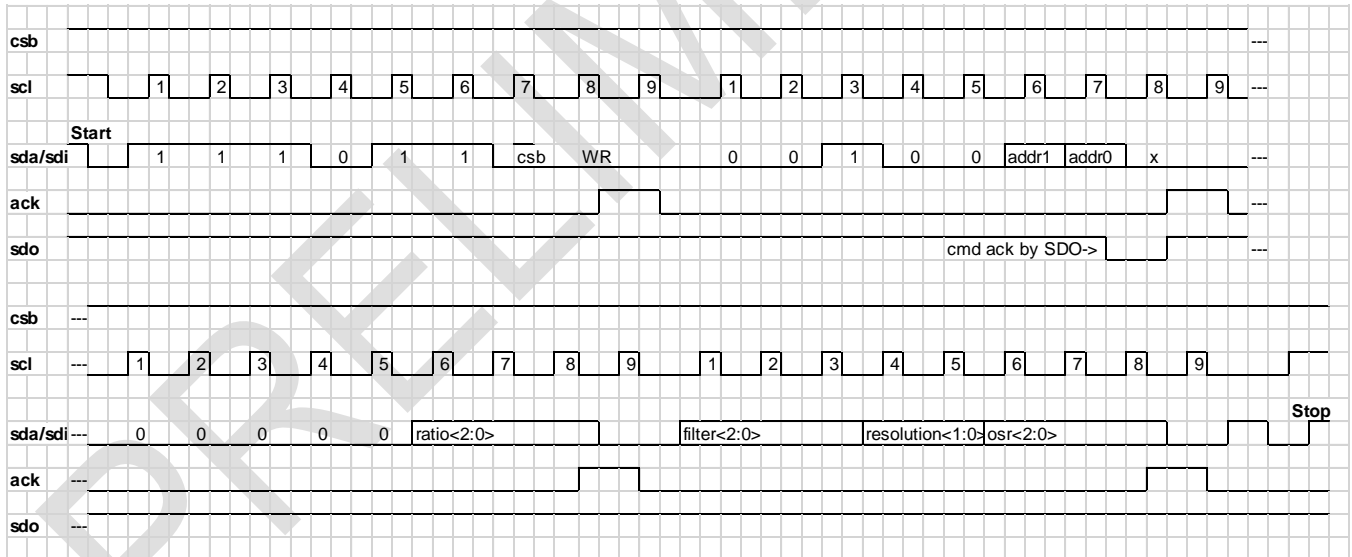 csb ---
scl 1 2 3 4 5 6 7 8 9 1 2 3 4 5 6 7 8 9 ---
Start
sda/sdi 1 1 1 0 1 1 csb WR 0 0 1 0 0 addr1 addr0 x ---
ack ---
sdo cmd ack by SDO-> ---
csb ---
scl --- 1 2 3 4 5 6 7 8 9 1 2 3 4 5 6 7 8 9
Stop
sda/sdi --- 0 0 0 0 0 ratio<2:0> filter<2:0> resolution<1:0> osr<2:0>
ack ---
sdo ---